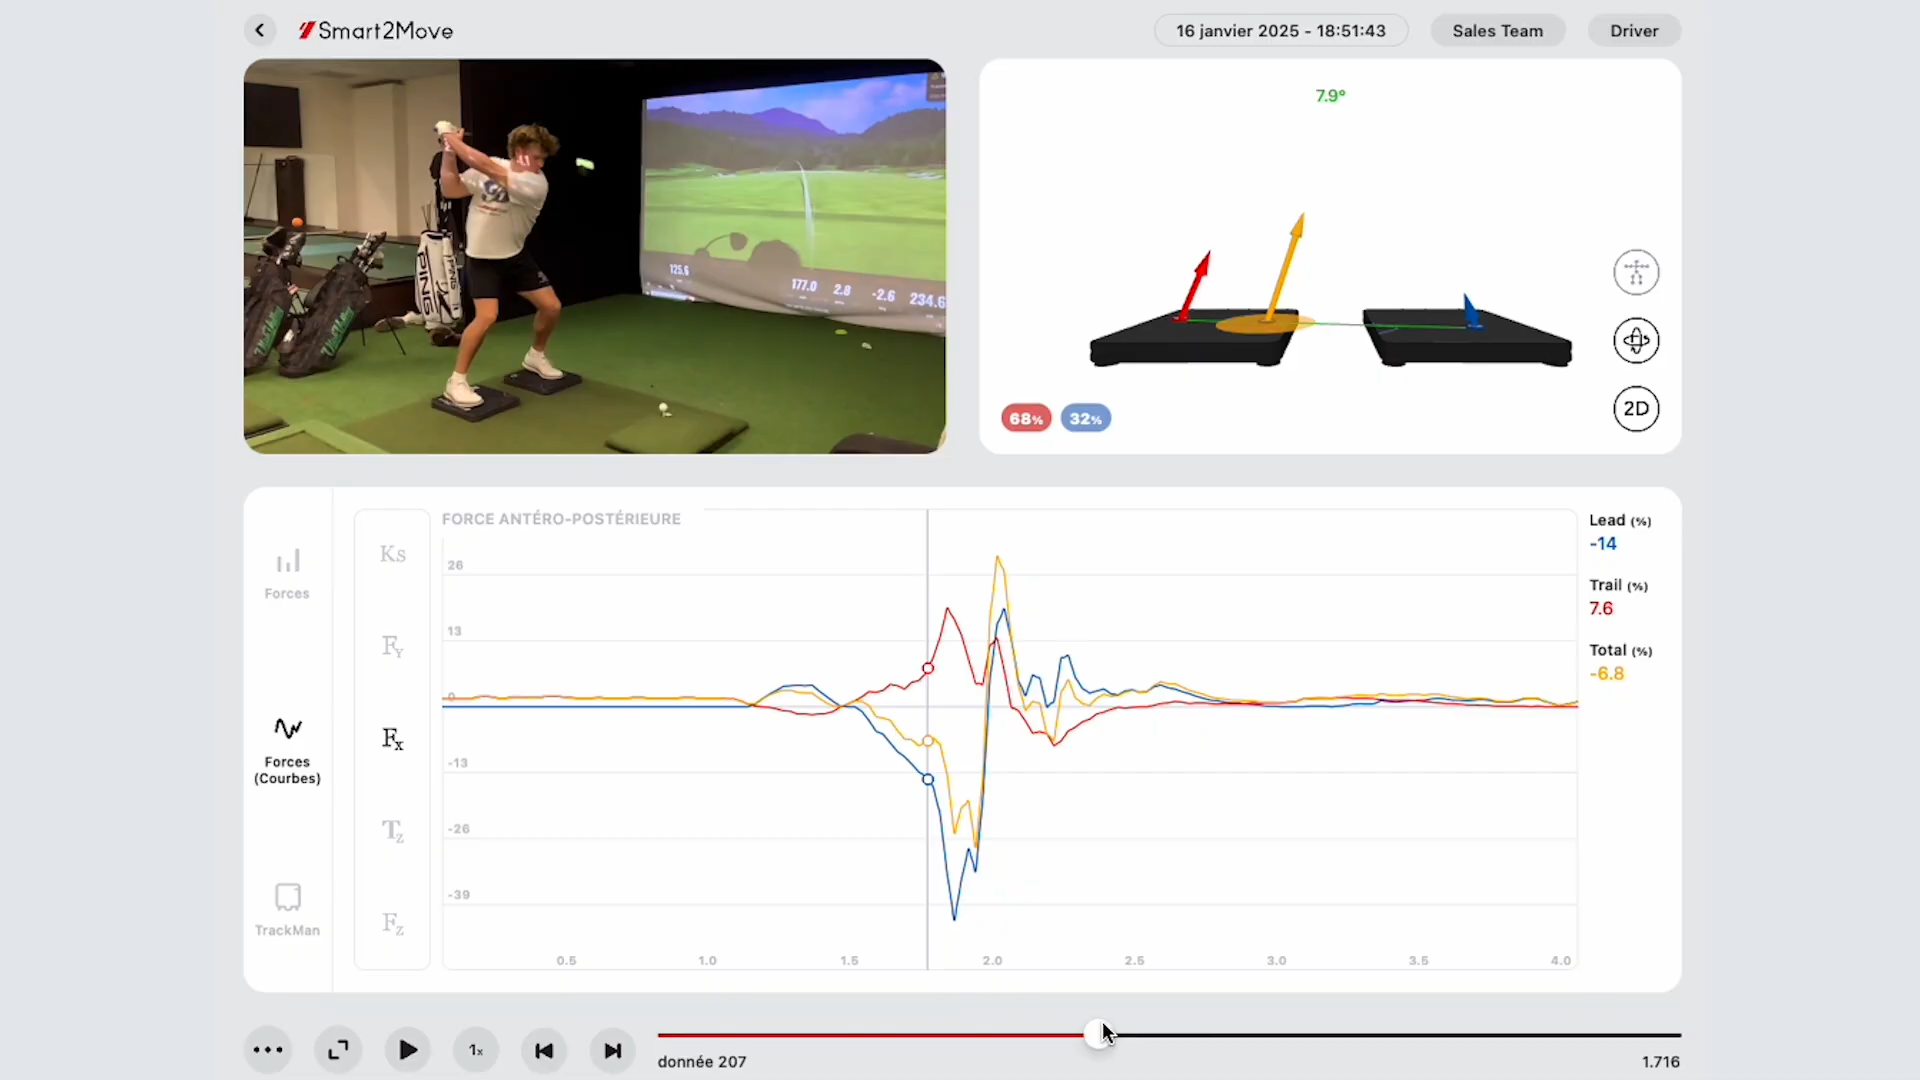 Smart2Move
16 janvier 2025 - 18:51:43
Sales Team
Driver
PING
125.6
177.0 2.8 -2.6 234.6
7.9°
68%
32%
2D
Forces
Forces
(Courbes)
TrackMan
Ks
Fy
Fx
Tz
Fz
FORCE ANTÉRO-POSTÉRIEURE
26
13
0
-13
-26
-39
0.5 1.0 1.5 2.0 2.5 3.0 3.5 4.0
Lead (%)
-14
Trail (%)
7.6
Total (%)
-6.8
1x
donnée 207
1.716